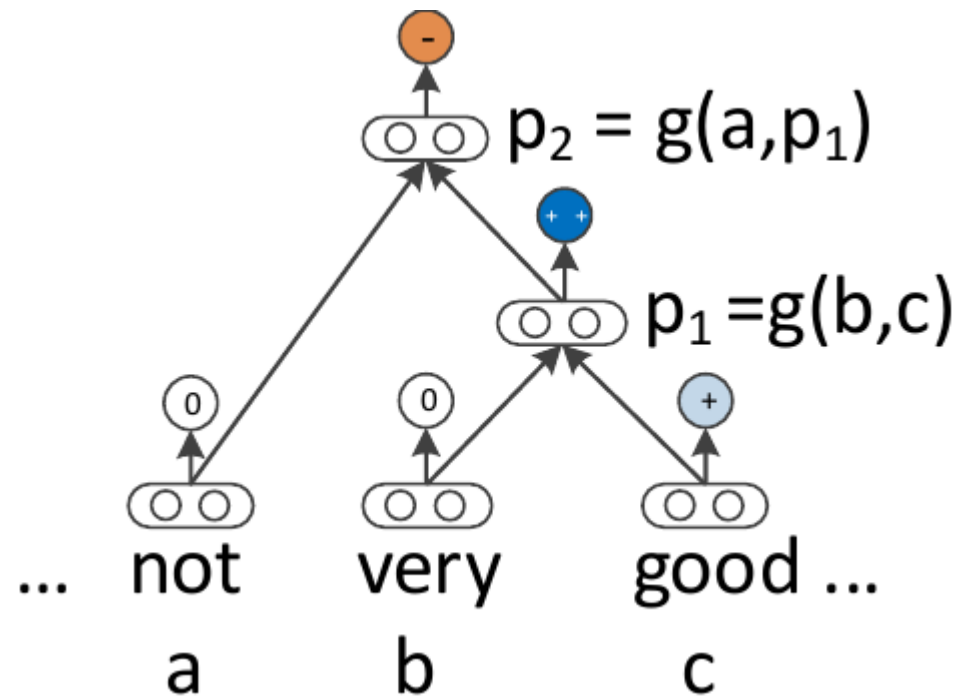 -
p₂ = g(a,p₁)
+ +
p₁ =g(b,c)
0 0 +
... not very good ...
a b c